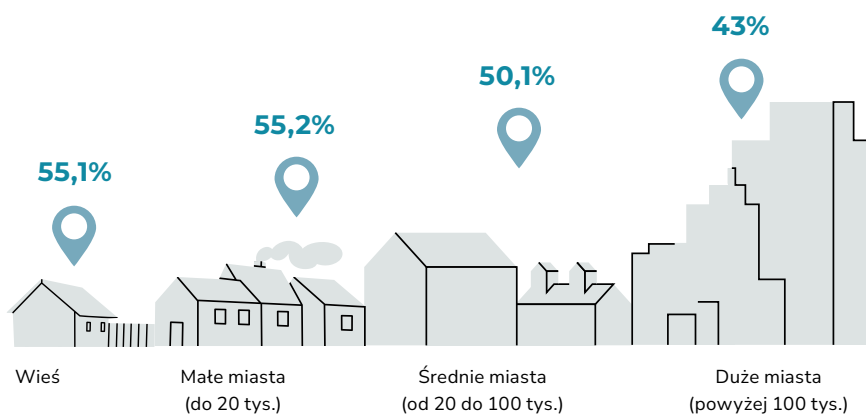 43%
50,1%
55,2%
55,1%
Wieś
Małe miasta
(do 20 tys.)
Średnie miasta
(od 20 do 100 tys.)
Duże miasta
(powyżej 100 tys.)